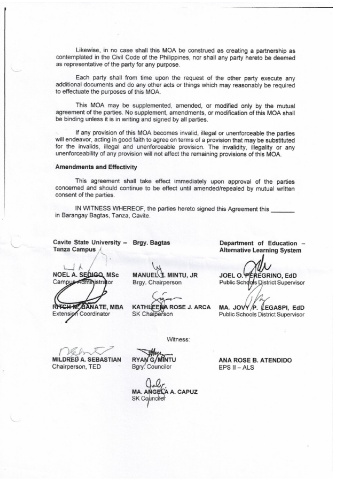 Likewise, in no case shall this MOA be construed as creating a partnership as
contemplated in the Civil Code of the Philippines, nor shall any party hereto be deemed
as representative of the party for any purpose.
Each party shall from time upon the request of the other party execute any
additional documents and do any other acts or things which may reasonably be required
to effectuate the purposes of this MOA.
This MOA may be supplemented, amended, or modified only by the mutual
agreement of the parties. No supplement, amendments, or modification of this MOA shall
be binding unless it is in writing and signed by all parties.
If any provision of this MOA becomes invalid, illegal or unenforceable the parties
will endeavor, acting in good faith to agree on terms of a provision that may be substituted
for the invalids, illegal and unenforceable provision. The invalidity, illegality or any
unenforceability of any provision will not affect the remaining provisions of this MOA.
Amendments and Effectivity
This agreement shall take effect immediately upon approval of the parties
concerned and should continue to be effect until amended/repealed by mutual written
consent of the parties.
IN WITNESS WHEREOF, the parties hereto signed this Agreement this ______
in Barangay Bagtas, Tanza, Cavite.
Cavite State University – Brgy. Bagtas Department of Education –
Tanza Campus Alternative Learning System
NOEL A. SEDIGO, MSc MANUEL S. MINTU, JR JOEL O. PEREGRINO, EdD
Campus Administrator Brgy. Chairperson Public Schools District Supervisor
M. BANATE, MBA KATHLEENA ROSE J. ARCA MA. JOVY P. LEGASPI, EdD
Extension Coordinator SK Chairperson Public Schools District Supervisor
Witness:
MILDRED A. SEBASTIAN RYAN G. MINTU ANA ROSE B. ATENDIDO
Chairperson, TED Bgry. Councilor EPS II – ALS
MA. ANGELA A. CAPUZ
SK Councilor